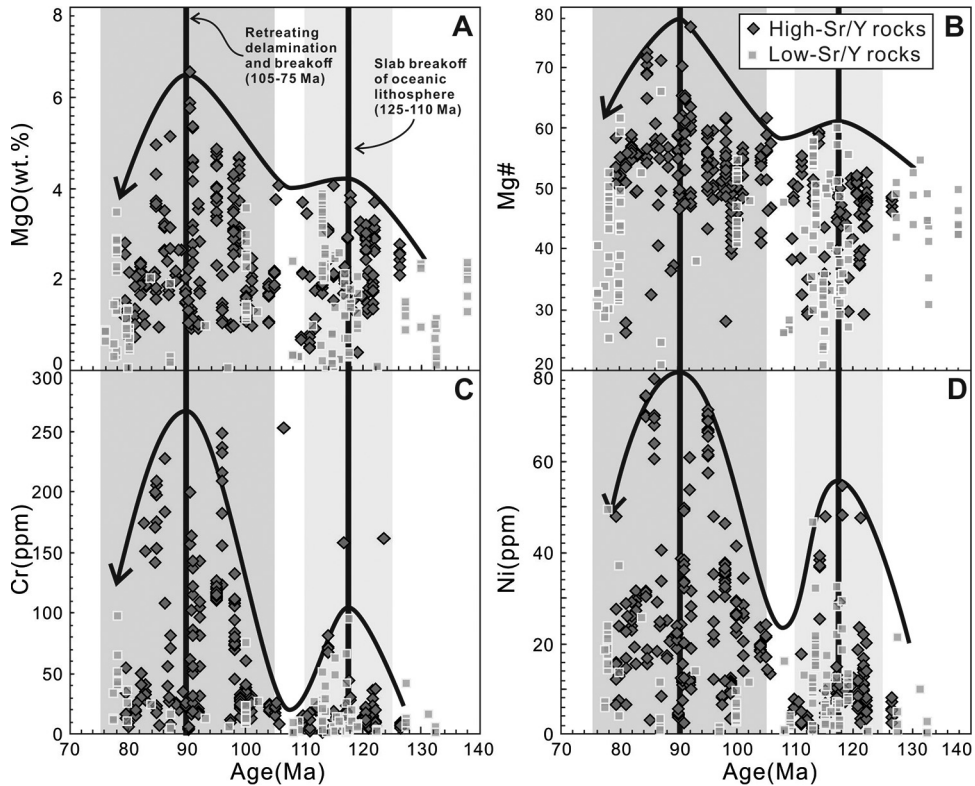 A
Retreating
delamination
and breakoff
(105-75 Ma)
Slab breakoff
of oceanic
lithosphere
(125-110 Ma)
8
6
4
2
0
MgO(wt.%)
B
High-Sr/Y rocks
Low-Sr/Y rocks
80
70
60
50
40
30
20
Mg#
C
300
250
200
150
100
50
0
Cr(ppm)
70 80 90 100 110 120 130 140
Age(Ma)
D
80
60
40
20
0
Ni(ppm)
70 80 90 100 110 120 130 140
Age(Ma)